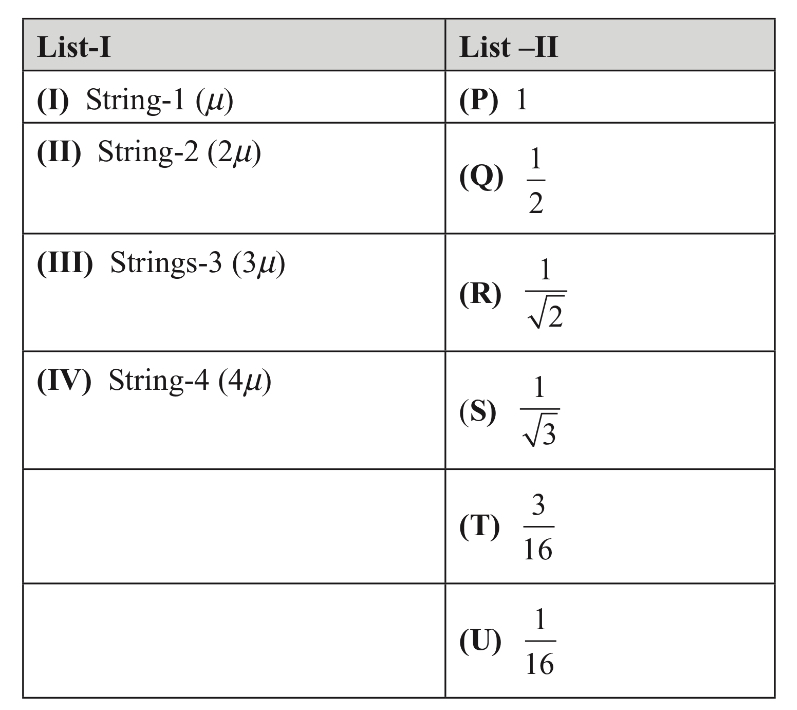 List-I List –II
(I) String-1 (μ) (P) 1
(II) String-2 (2μ) (Q) 1/2
(III) Strings-3 (3μ) (R) 1/√2
(IV) String-4 (4μ) (S) 1/√3
(T) 3/16
(U) 1/16